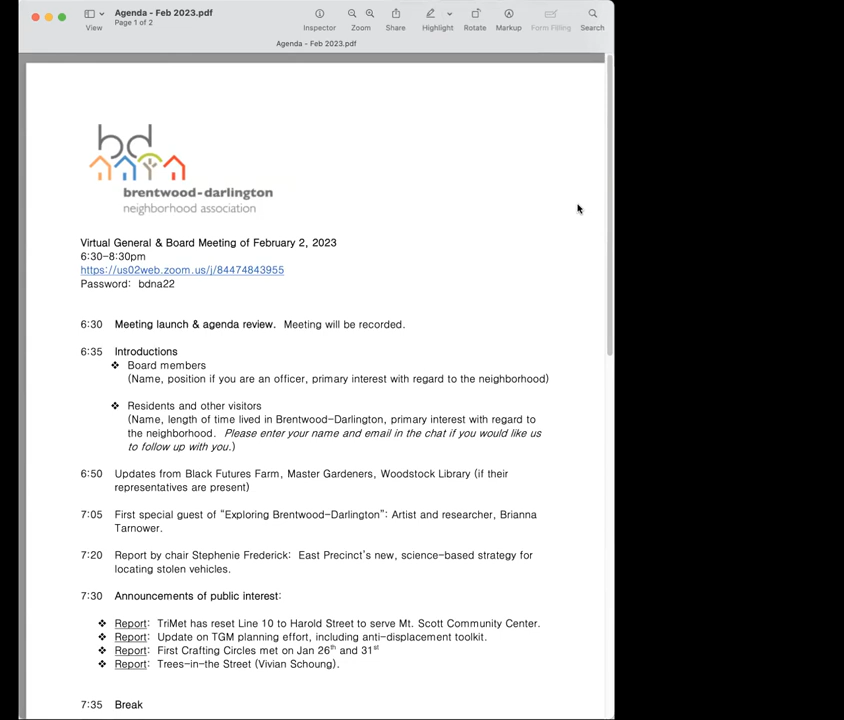 Agenda - Feb 2023.pdf
Page 1 of 2
View
Inspector
Zoom
Share
Highlight
Rotate
Markup
Form Filling
Search
Agenda - Feb 2023.pdf
bd
brentwood-darlington
neighborhood association
Virtual General & Board Meeting of February 2, 2023
6:30-8:30pm
https://us02web.zoom.us/j/84474843955
Password: bdna22
6:30 Meeting launch & agenda review. Meeting will be recorded.
6:35 Introductions
❖ Board members
(Name, position if you are an officer, primary interest with regard to the neighborhood)
❖ Residents and other visitors
(Name, length of time lived in Brentwood-Darlington, primary interest with regard to
the neighborhood. Please enter your name and email in the chat if you would like us
to follow up with you.)
6:50 Updates from Black Futures Farm, Master Gardeners, Woodstock Library (if their
representatives are present)
7:05 First special guest of "Exploring Brentwood-Darlington": Artist and researcher, Brianna
Tarnower.
7:20 Report by chair Stephenie Frederick: East Precinct's new, science-based strategy for
locating stolen vehicles.
7:30 Announcements of public interest:
❖ Report: TriMet has reset Line 10 to Harold Street to serve Mt. Scott Community Center.
❖ Report: Update on TGM planning effort, including anti-displacement toolkit.
❖ Report: First Crafting Circles met on Jan 26th and 31st
❖ Report: Trees-in-the Street (Vivian Schoung).
7:35 Break